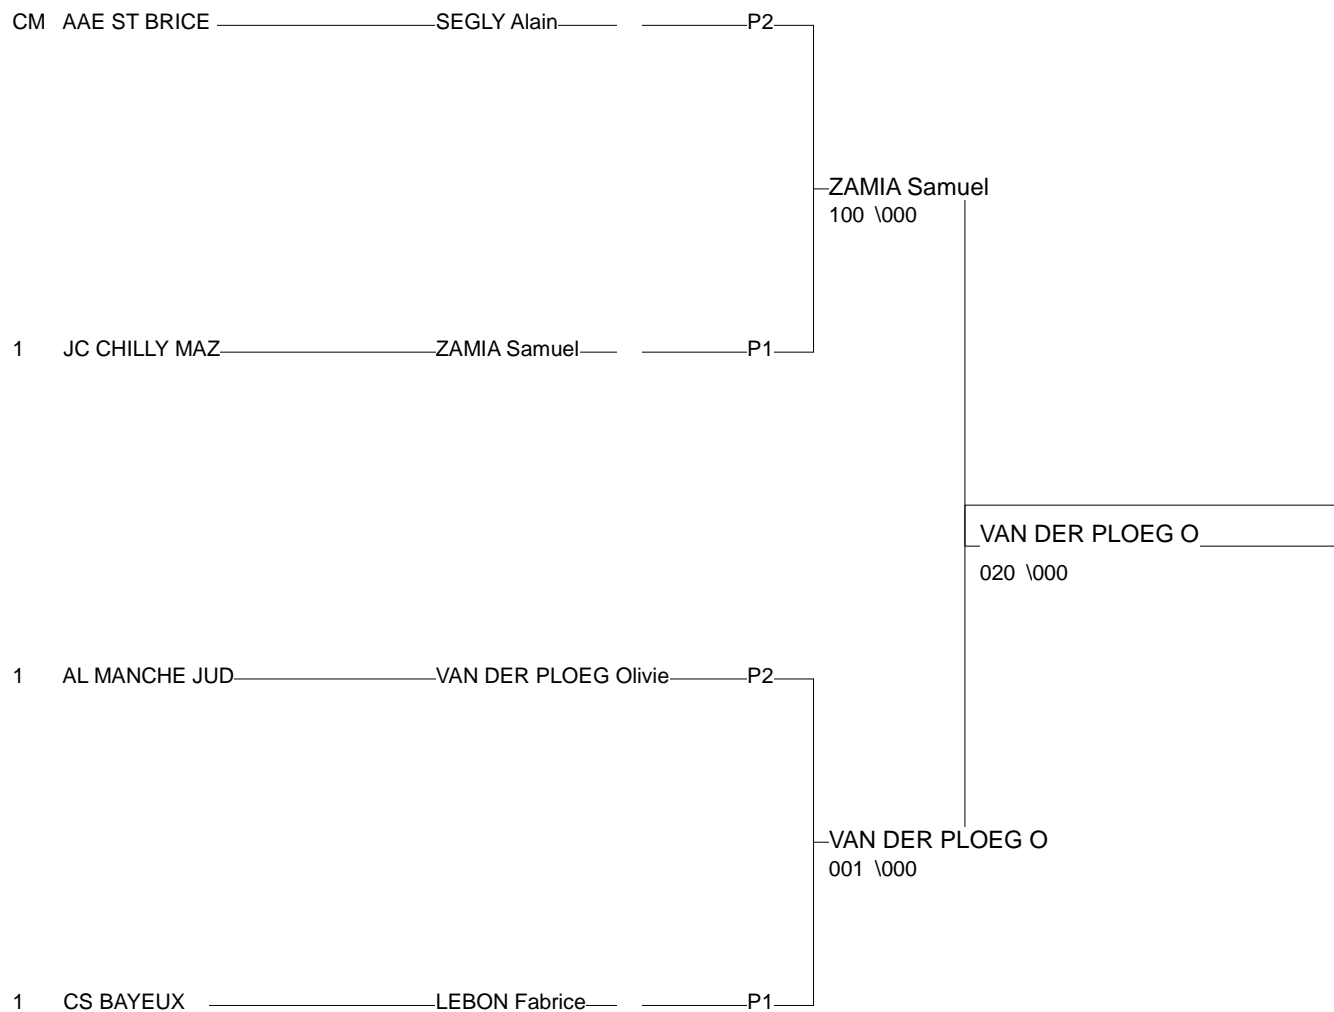 CM AAE ST BRICE SEGLY Alain P2
ZAMIA Samuel
100 \000
1 JC CHILLY MAZ ZAMIA Samuel P1
VAN DER PLOEG O
020 \000
1 AL MANCHE JUD VAN DER PLOEG Olivie P2
VAN DER PLOEG O
001 \000
1 CS BAYEUX LEBON Fabrice P1